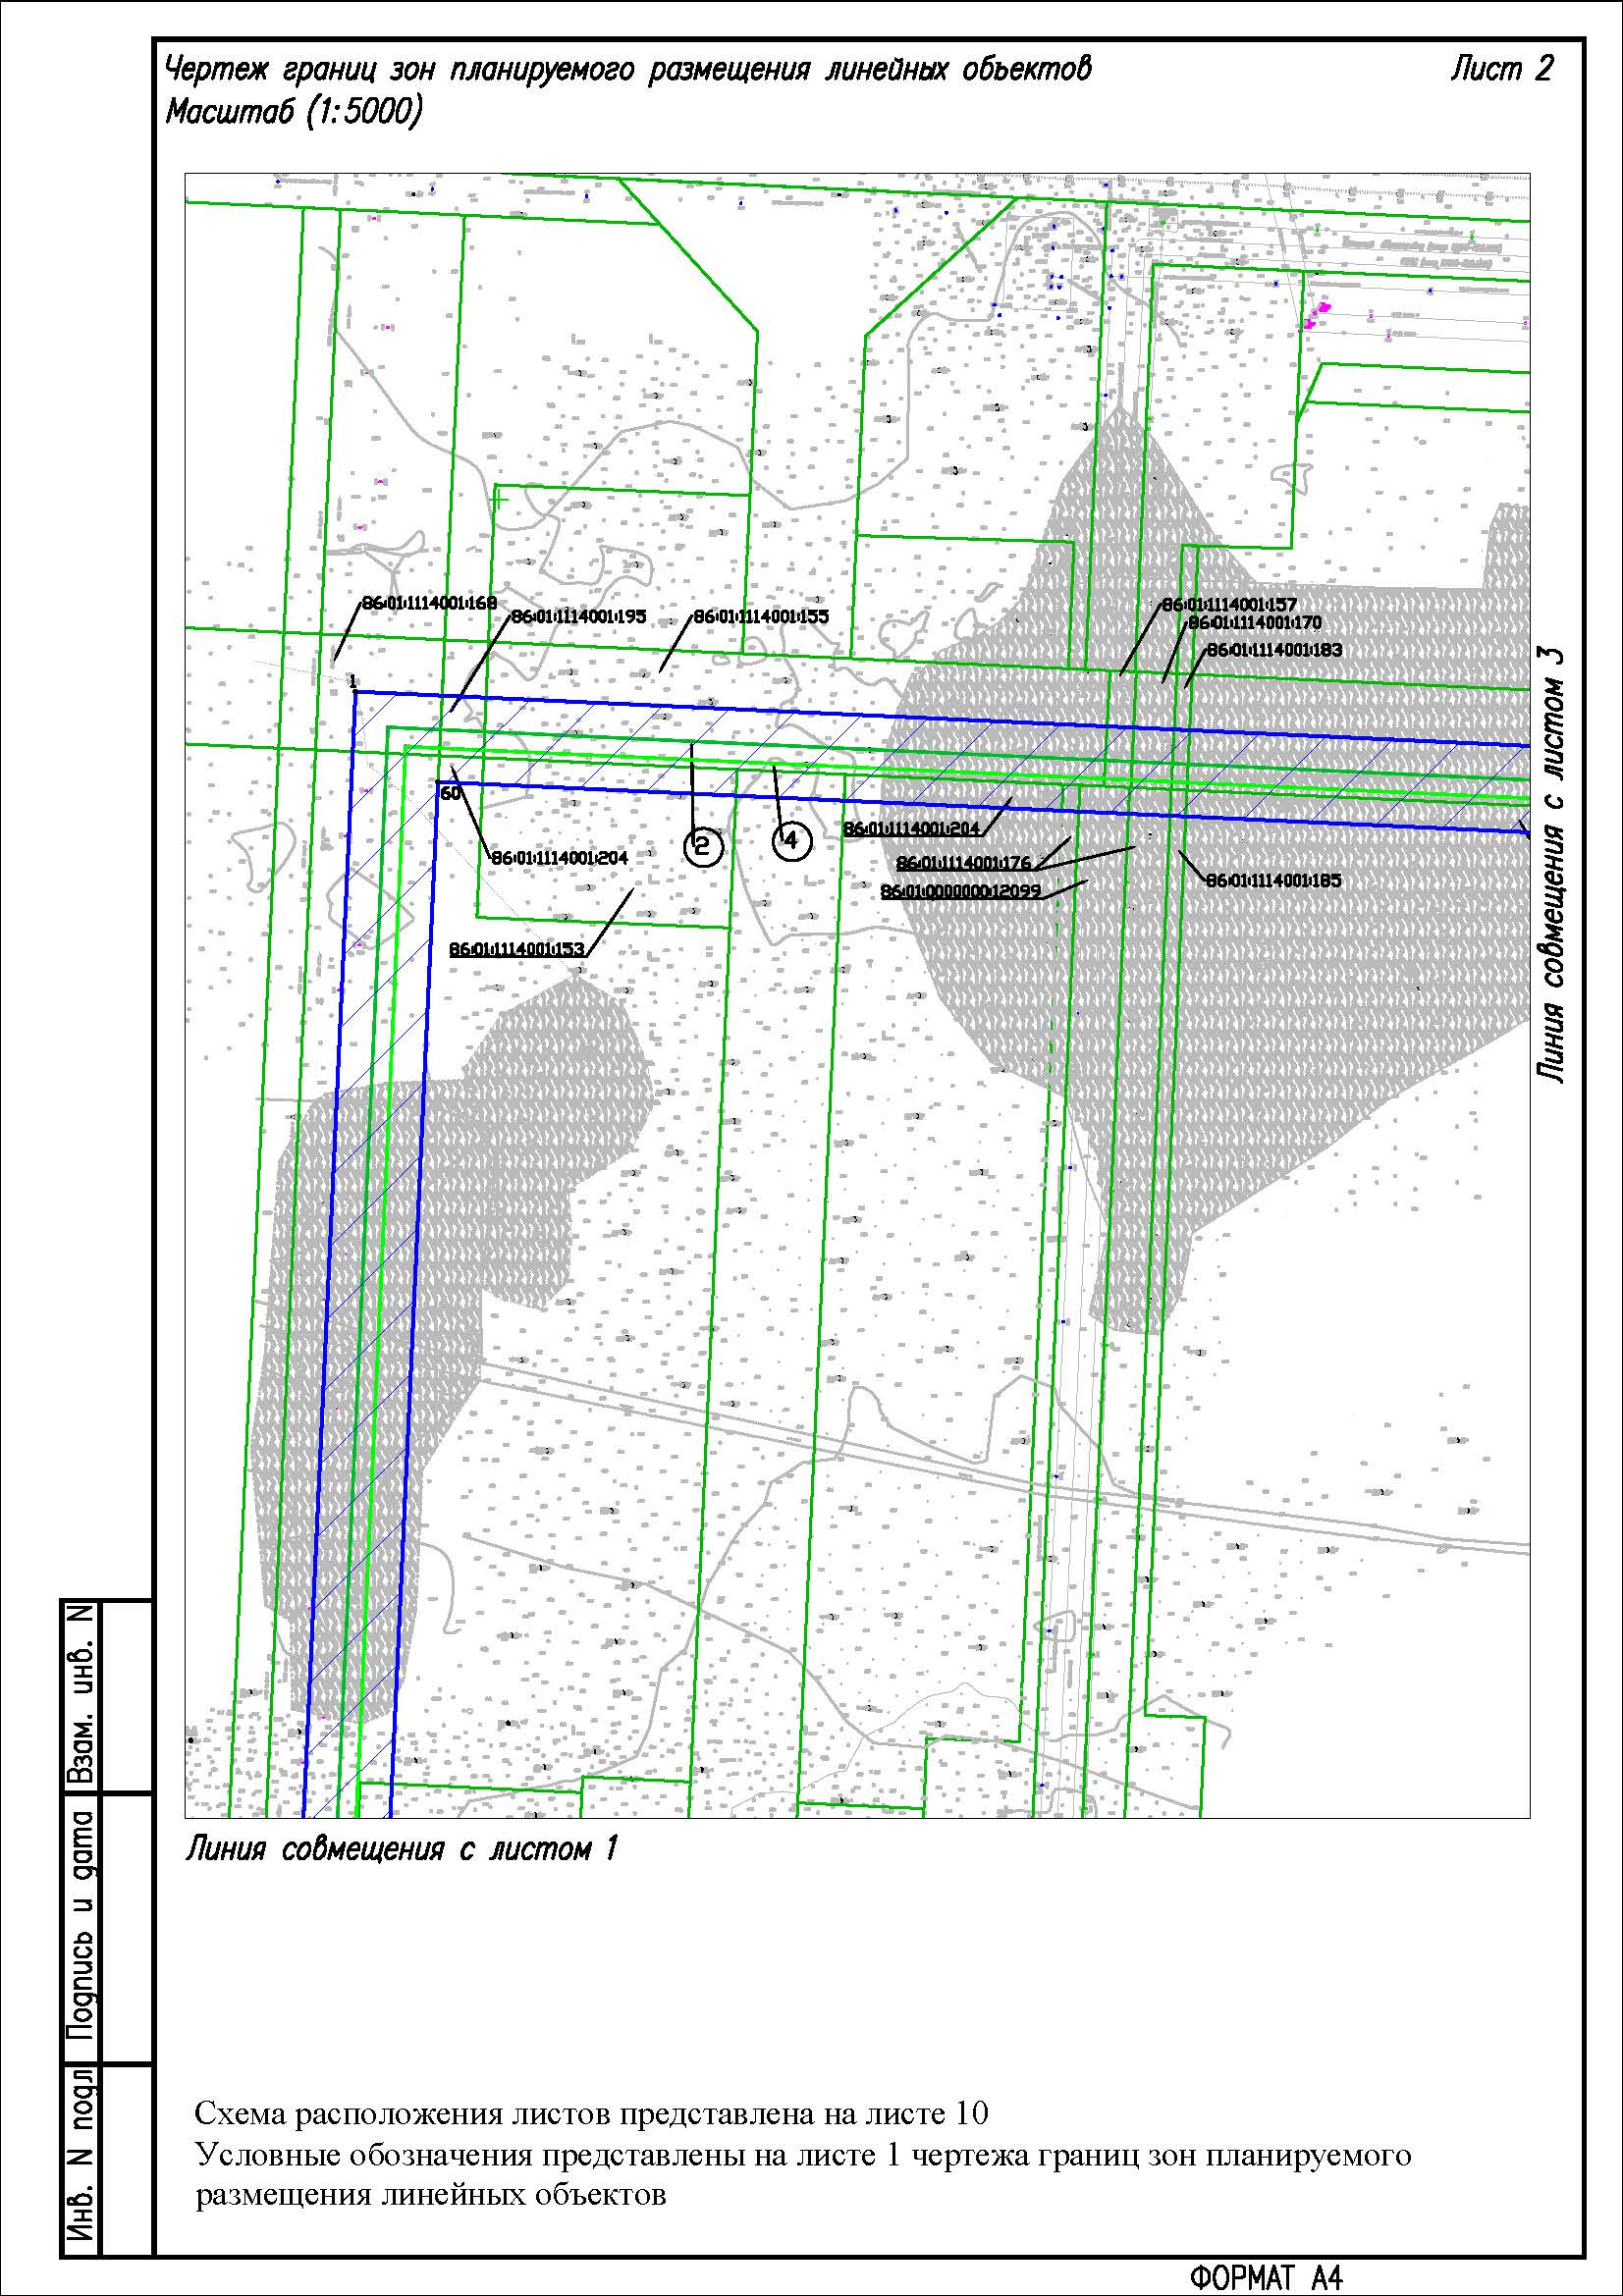 Чертеж границ зон планируемого размещения линейных объектов
Лист 2
Масштаб (1:5000)
86:01:1114001:168
86:01:1114001:195
86:01:1114001:155
86:01:1114001:157
86:01:1114001:170
86:01:1114001:183
1
60
86:01:1114001:204
2
4
86:01:1114001:204
86:01:1114001:176
86:01:0000000:12099
86:01:1114001:185
86:01:1114001:153
Линия совмещения с листом 3
Линия совмещения с листом 1
Взам. инв. N
Подпись и дата
Инв. N подл
Схема расположения листов представлена на листе 10
Условные обозначения представлены на листе 1 чертежа границ зон планируемого
размещения линейных объектов
ФОРМАТ А4